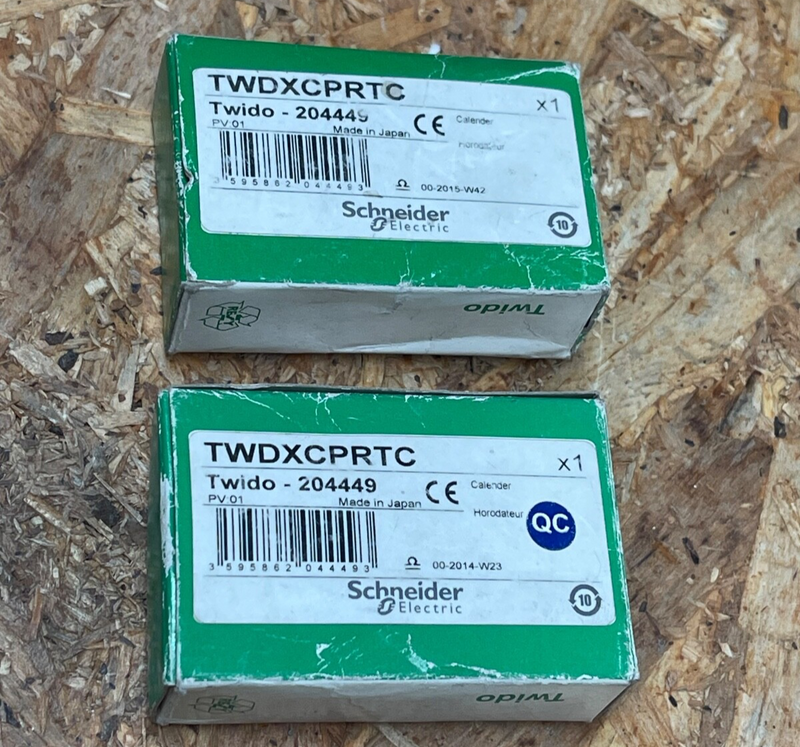 TWDXCPRTC
x1
Twido - 204449
PV 01
Made in Japan
CE
Calender
Horodateur
3 595862 044493
00-2015-W42
Schneider
Electric
10
Twido
TWDXCPRTC
x1
Twido - 204449
PV 01
Made in Japan
CE
Calender
Horodateur
QC
3 595862 044493
00-2014-W23
Schneider
Electric
10
Twido